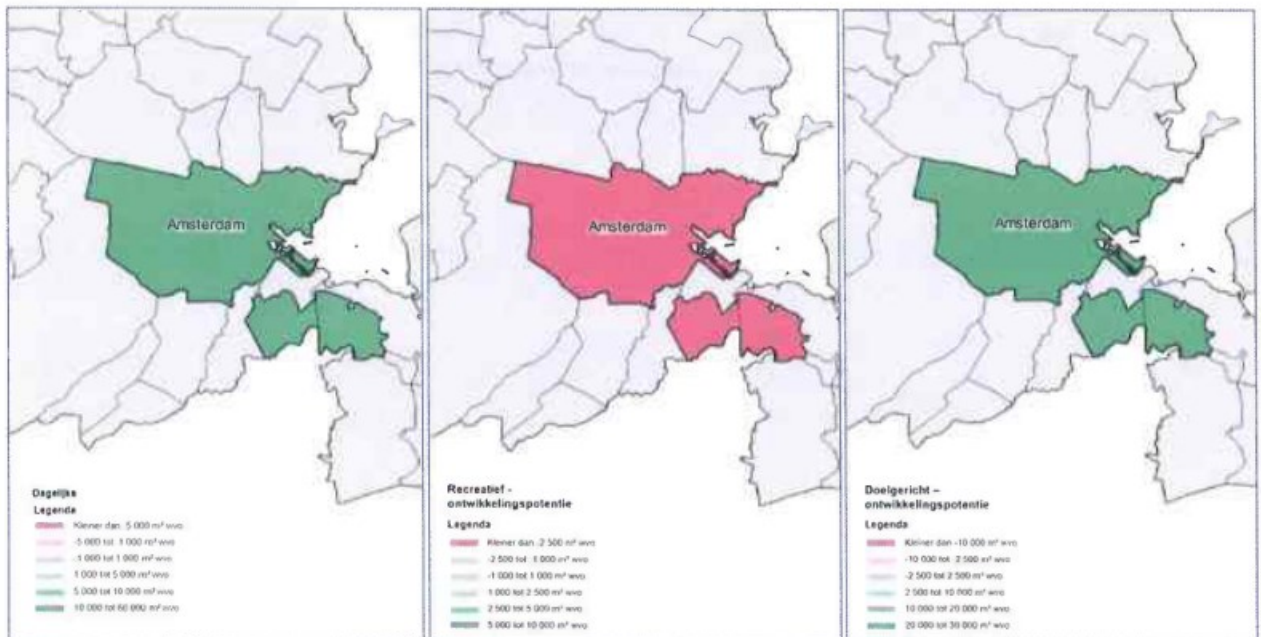 Amsterdam
Dagelijks
Legenda
Kleiner dan -5 000 m² wvo
-5 000 tot -1 000 m² wvo
-1 000 tot 1 000 m² wvo
1 000 tot 5 000 m² wvo
5 000 tot 10 000 m² wvo
10 000 tot 60 000 m² wvo
Amsterdam
Recreatief -
ontwikkelingspotentie
Legenda
Kleiner dan -2 500 m² wvo
-2 500 tot -1 000 m² wvo
-1 000 tot 1 000 m² wvo
1 000 tot 2 500 m² wvo
2 500 tot 5 000 m² wvo
5 000 tot 10 000 m² wvo
Amsterdam
Doelgericht –
ontwikkelingspotentie
Legenda
Kleiner dan -10 000 m² wvo
-10 000 tot -2 500 m² wvo
-2 500 tot 2 500 m² wvo
2 500 tot 10 000 m² wvo
10 000 tot 20 000 m² wvo
20 000 tot 30 000 m² wvo